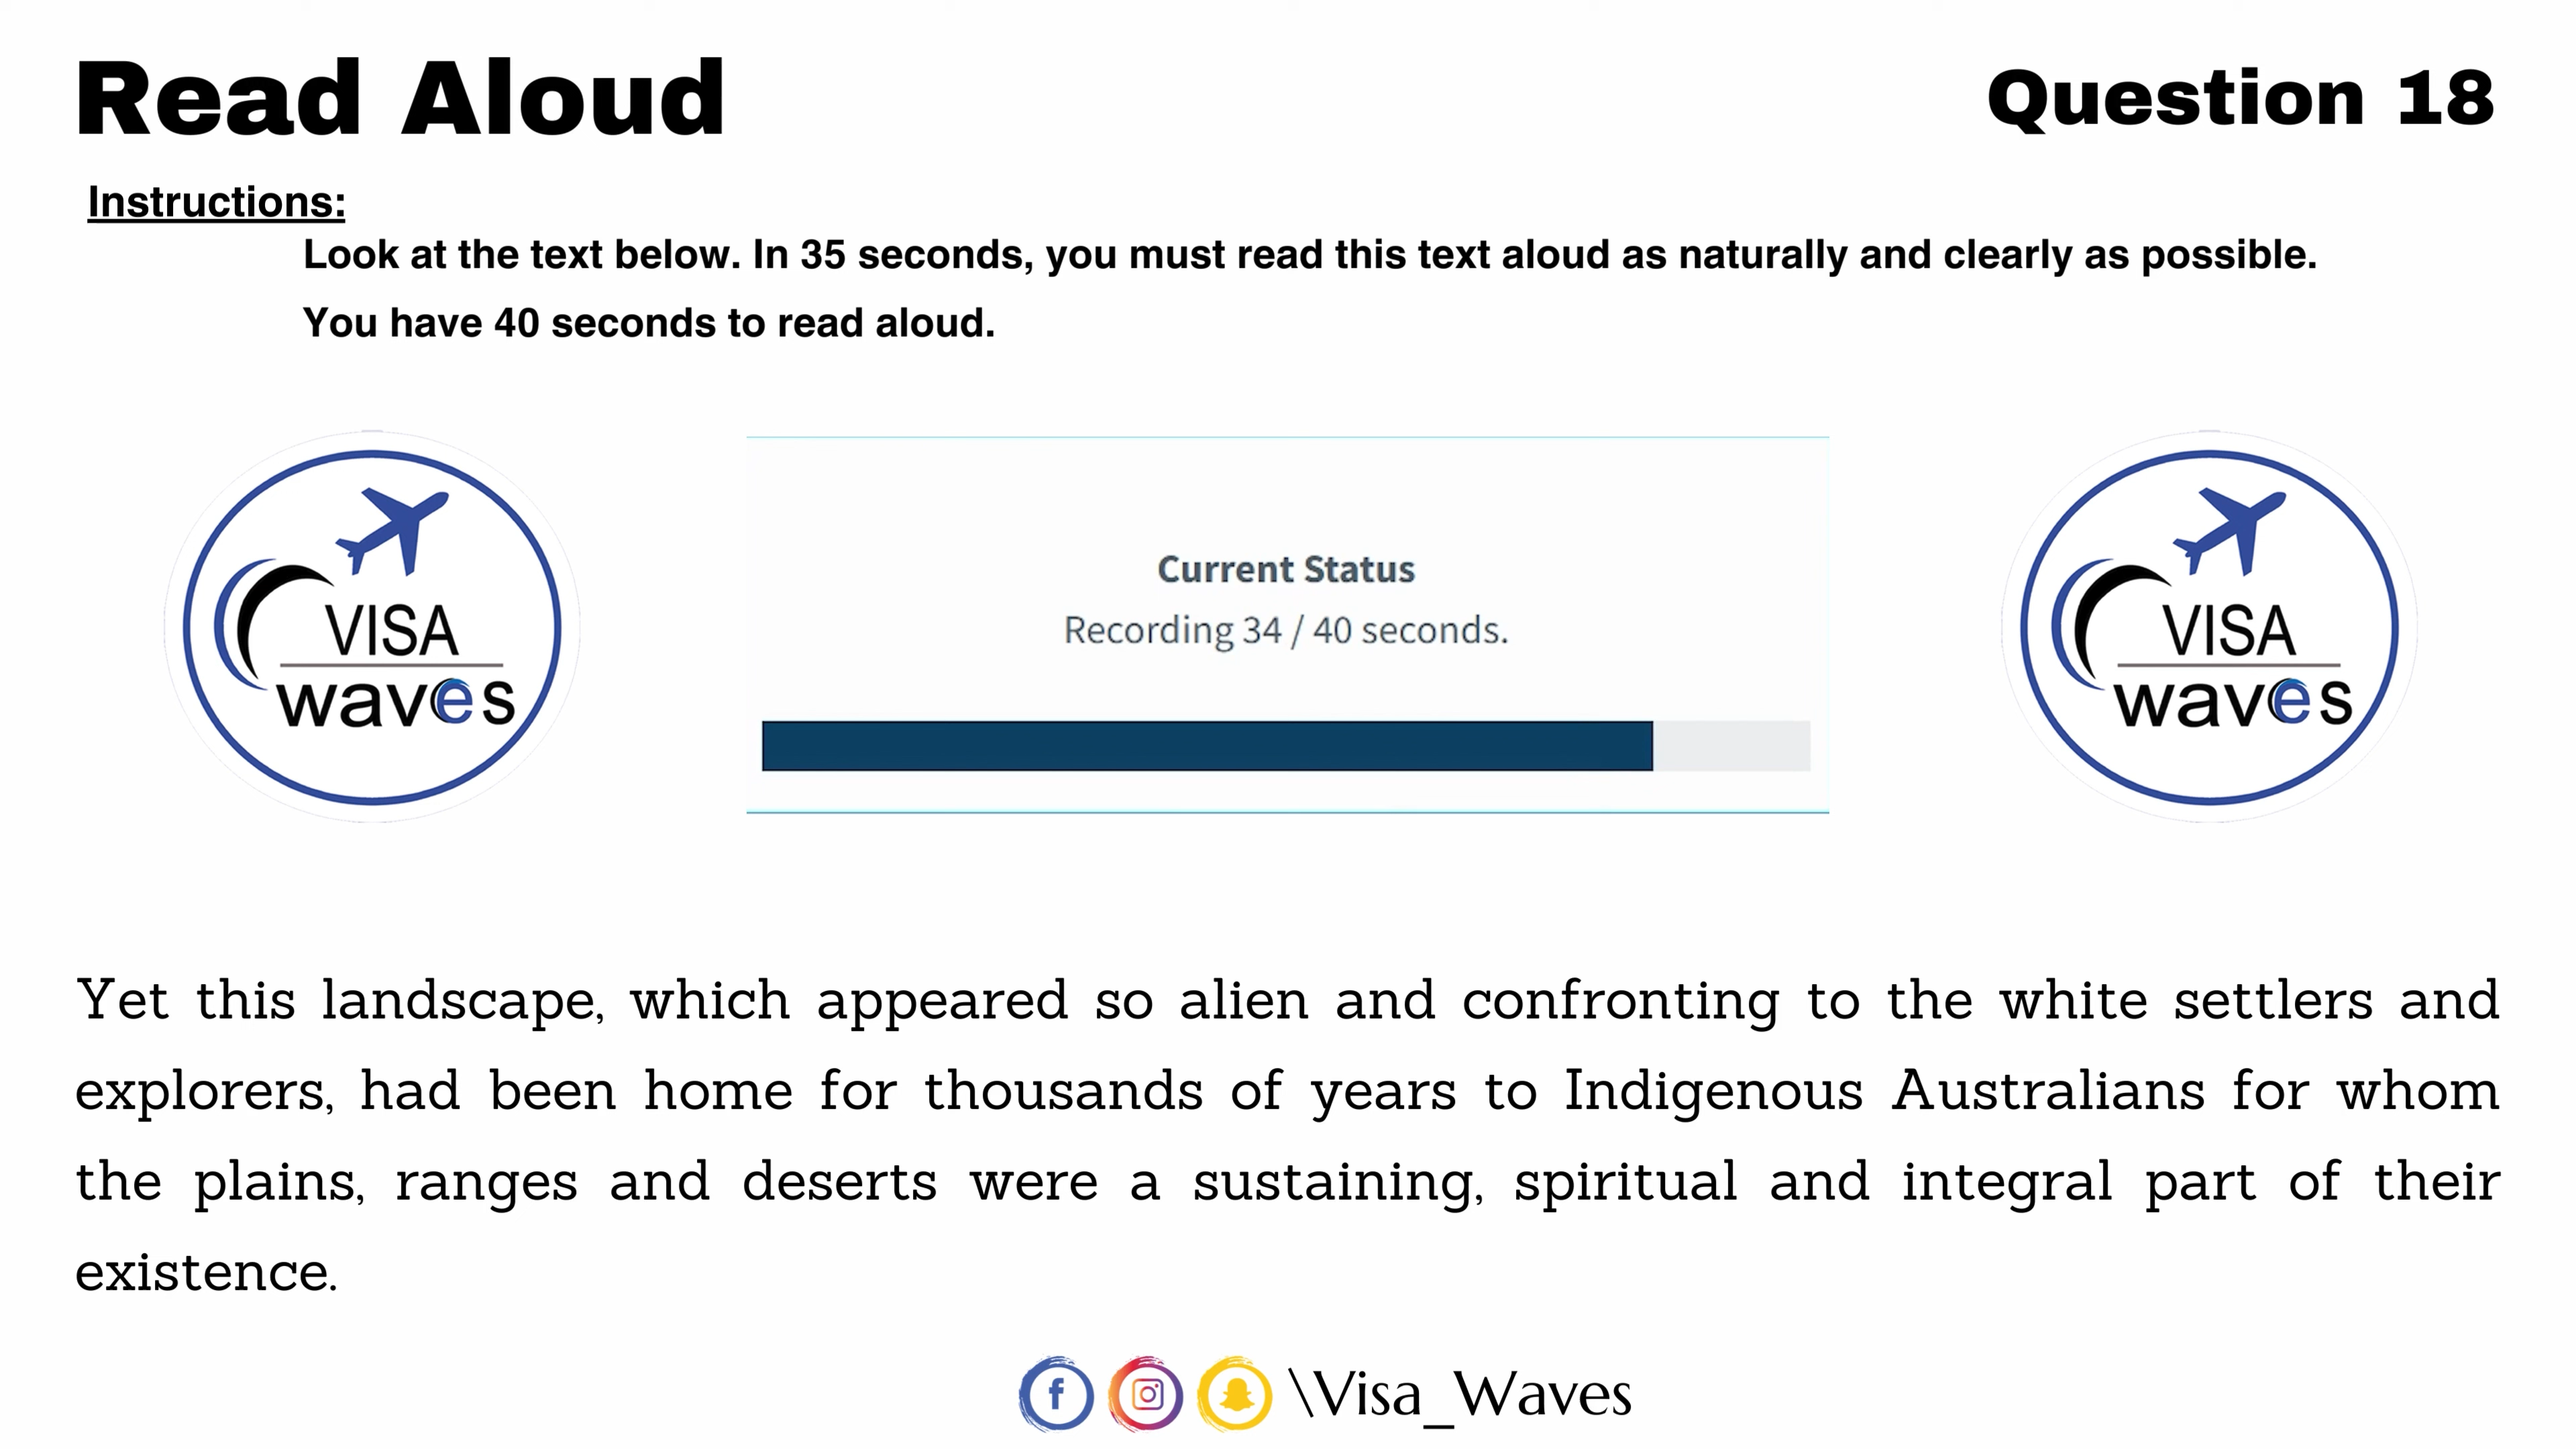 Read Aloud
Question 18
Instructions:
Look at the text below. In 35 seconds, you must read this text aloud as naturally and clearly as possible.
You have 40 seconds to read aloud.
VISA
waves
Current Status
Recording 34 / 40 seconds.
VISA
waves
Yet this landscape, which appeared so alien and confronting to the white settlers and
explorers, had been home for thousands of years to Indigenous Australians for whom
the plains, ranges and deserts were a sustaining, spiritual and integral part of their
existence.
\Visa_Waves